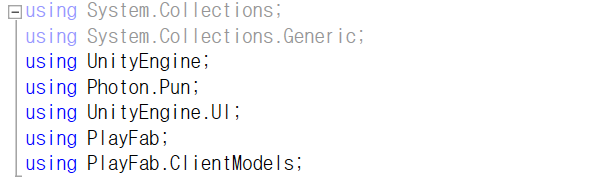 using System.Collections;
using System.Collections.Generic;
using UnityEngine;
using Photon.Pun;
using UnityEngine.UI;
using PlayFab;
using PlayFab.ClientModels;